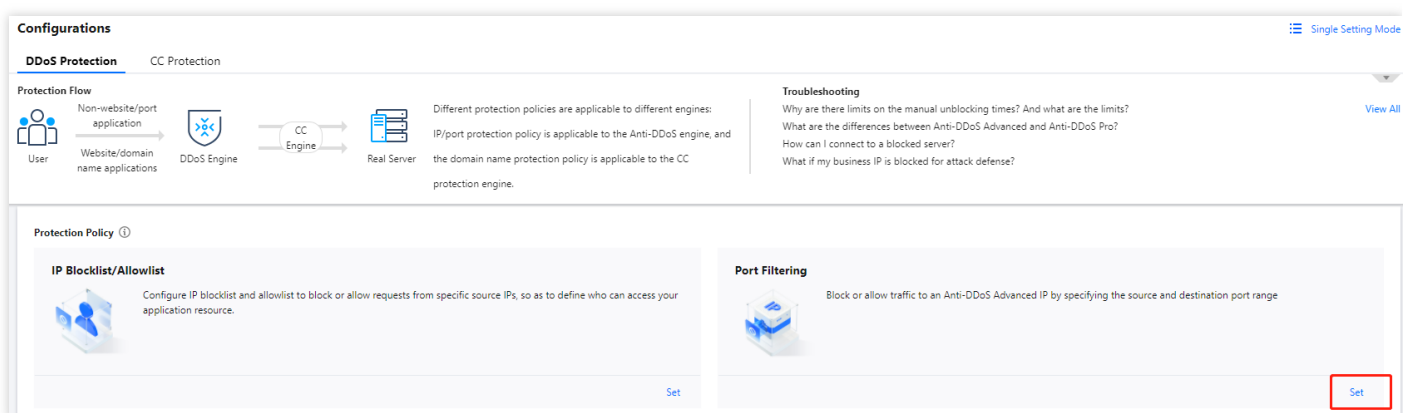 Configurations
Single Setting Mode
DDoS Protection
CC Protection
Protection Flow
Non-website/port
application
Website/domain
name applications
User
DDoS Engine
CC
Engine
Real Server
Different protection policies are applicable to different engines:
IP/port protection policy is applicable to the Anti-DDoS engine, and
the domain name protection policy is applicable to the CC
protection engine.
Troubleshooting
Why are there limits on the manual unblocking times? And what are the limits?
View All
What are the differences between Anti-DDoS Advanced and Anti-DDoS Pro?
How can I connect to a blocked server?
What if my business IP is blocked for attack defense?
Protection Policy
IP Blocklist/Allowlist
Configure IP blocklist and allowlist to block or allow requests from specific source IPs, so as to define who can access your
application resource.
Set
Port Filtering
IP
Block or allow traffic to an Anti-DDoS Advanced IP by specifying the source and destination port range
Set